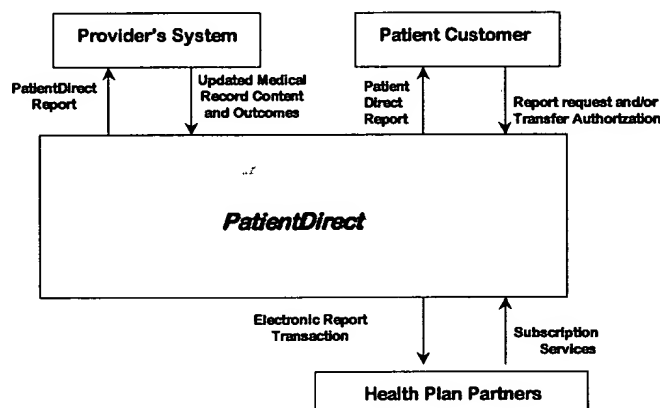 Provider's System
Patient Customer
PatientDirect
Report
Updated Medical
Record Content
and Outcomes
Patient
Direct
Report
Report request and/or
Transfer Authorization
PatientDirect
Electronic Report
Transaction
Subscription
Services
Health Plan Partners